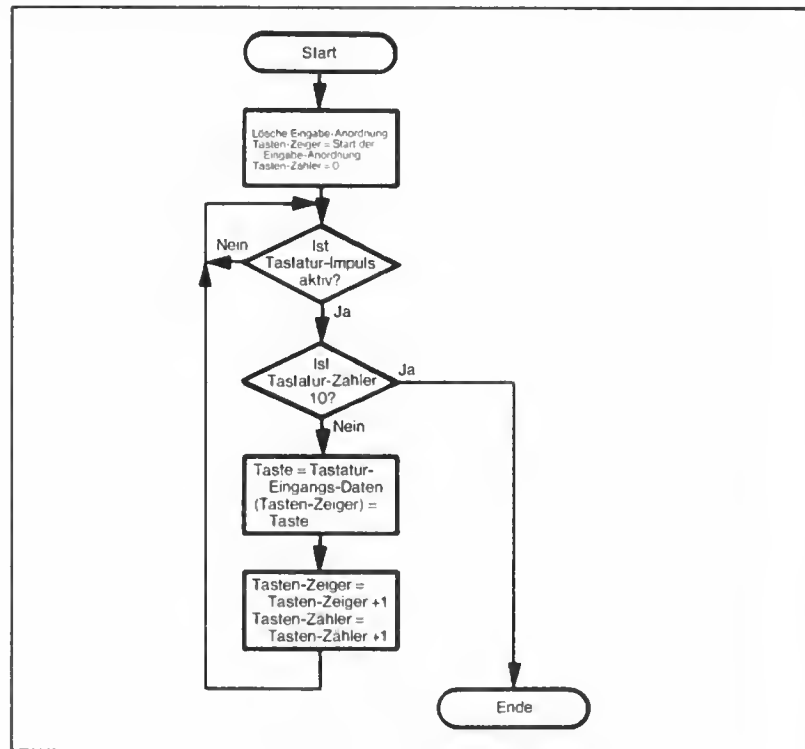 Start
Lösche Eingabe-Anordnung
Tasten-Zeiger = Start der
Eingabe-Anordnung
Tasten-Zähler = 0
Nein
Ist
Tastatur-Impuls
aktiv?
Ja
Ist
Tastatur-Zahler
10?
Ja
Nein
Taste = Tastatur-
Eingangs-Daten
(Tasten-Zeiger) =
Taste
Tasten-Zeiger =
Tasten-Zeiger +1
Tasten-Zähler =
Tasten-Zähler +1
Ende